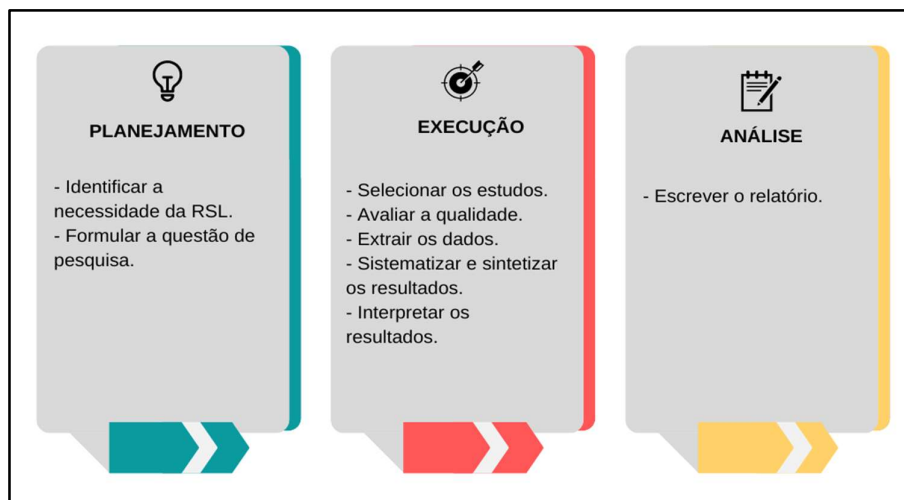 PLANEJAMENTO
- Identificar a
necessidade da RSL.
- Formular a questão de
pesquisa.
EXECUÇÃO
- Selecionar os estudos.
- Avaliar a qualidade.
- Extrair os dados.
- Sistematizar e sintetizar
os resultados.
- Interpretar os
resultados.
ANÁLISE
- Escrever o relatório.